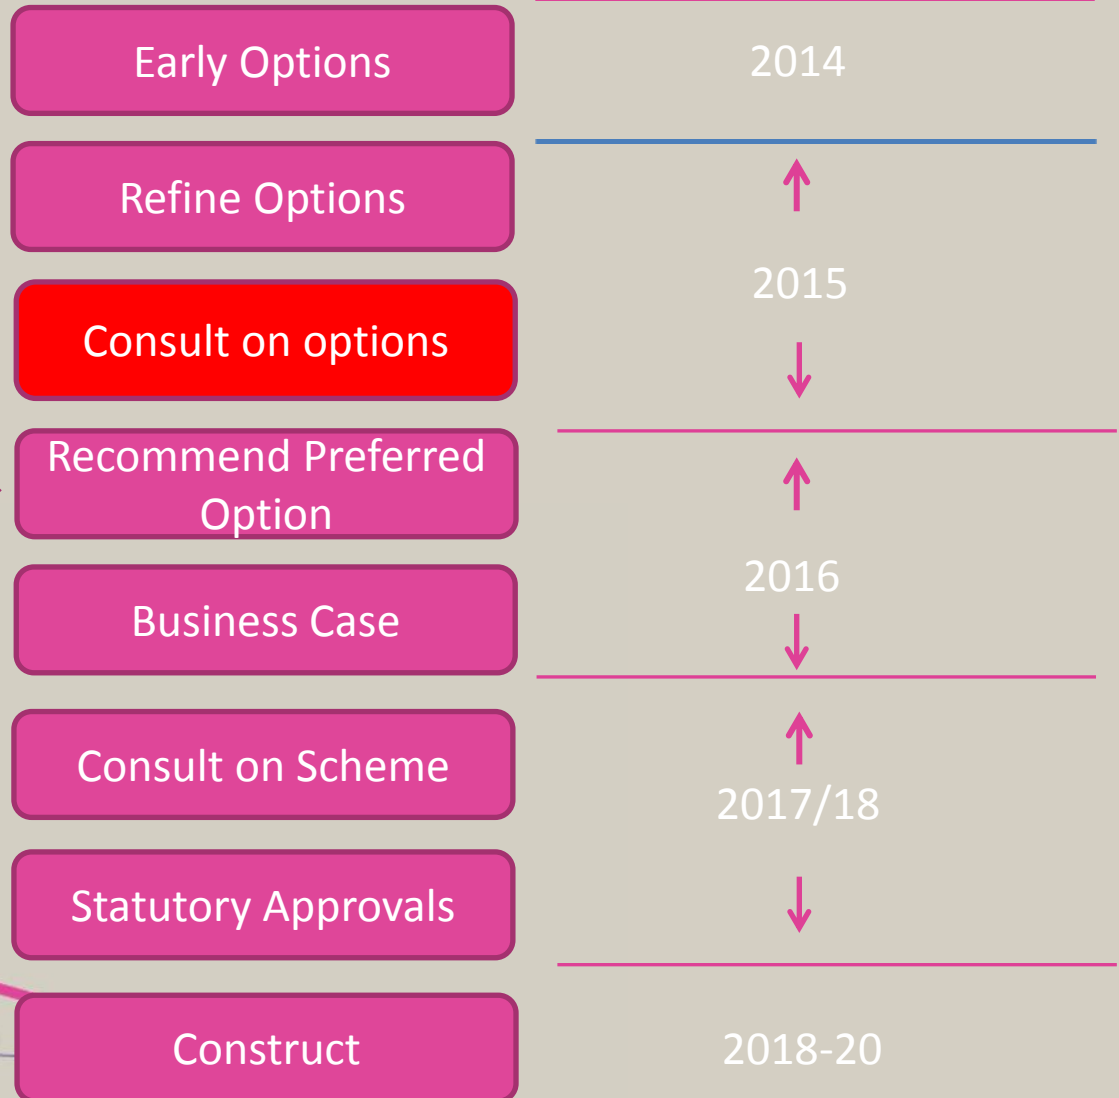 Early Options
2014
Refine Options
2015
Consult on options
Recommend Preferred
Option
2016
Business Case
Consult on Scheme
2017/18
Statutory Approvals
Construct
2018-20